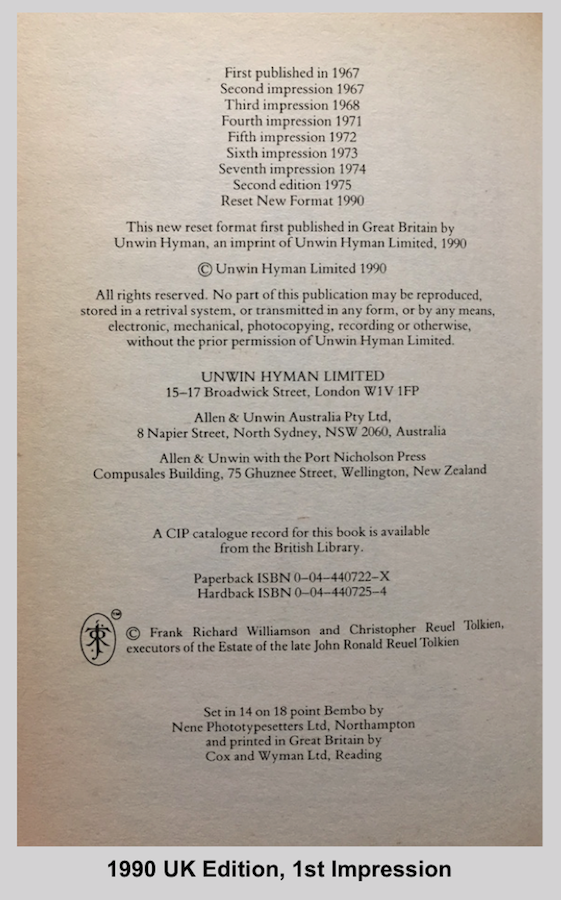 First published in 1967
Second impression 1967
Third impression 1968
Fourth impression 1971
Fifth impression 1972
Sixth impression 1973
Seventh impression 1974
Second edition 1975
Reset New Format 1990
This new reset format first published in Great Britain by
Unwin Hyman, an imprint of Unwin Hyman Limited, 1990
© Unwin Hyman Limited 1990
All rights reserved. No part of this publication may be reproduced,
stored in a retrival system, or transmitted in any form, or by any means,
electronic, mechanical, photocopying, recording or otherwise,
without the prior permission of Unwin Hyman Limited.
UNWIN HYMAN LIMITED
15–17 Broadwick Street, London W1V 1FP
Allen & Unwin Australia Pty Ltd,
8 Napier Street, North Sydney, NSW 2060, Australia
Allen & Unwin with the Port Nicholson Press
Compusales Building, 75 Ghuznee Street, Wellington, New Zealand
A CIP catalogue record for this book is available
from the British Library.
Paperback ISBN 0–04–440722–X
Hardback ISBN 0–04–440725–4
™
© Frank Richard Williamson and Christopher Reuel Tolkien,
executors of the Estate of the late John Ronald Reuel Tolkien
Set in 14 on 18 point Bembo by
Nene Phototypesetters Ltd, Northampton
and printed in Great Britain by
Cox and Wyman Ltd, Reading
1990 UK Edition, 1st Impression